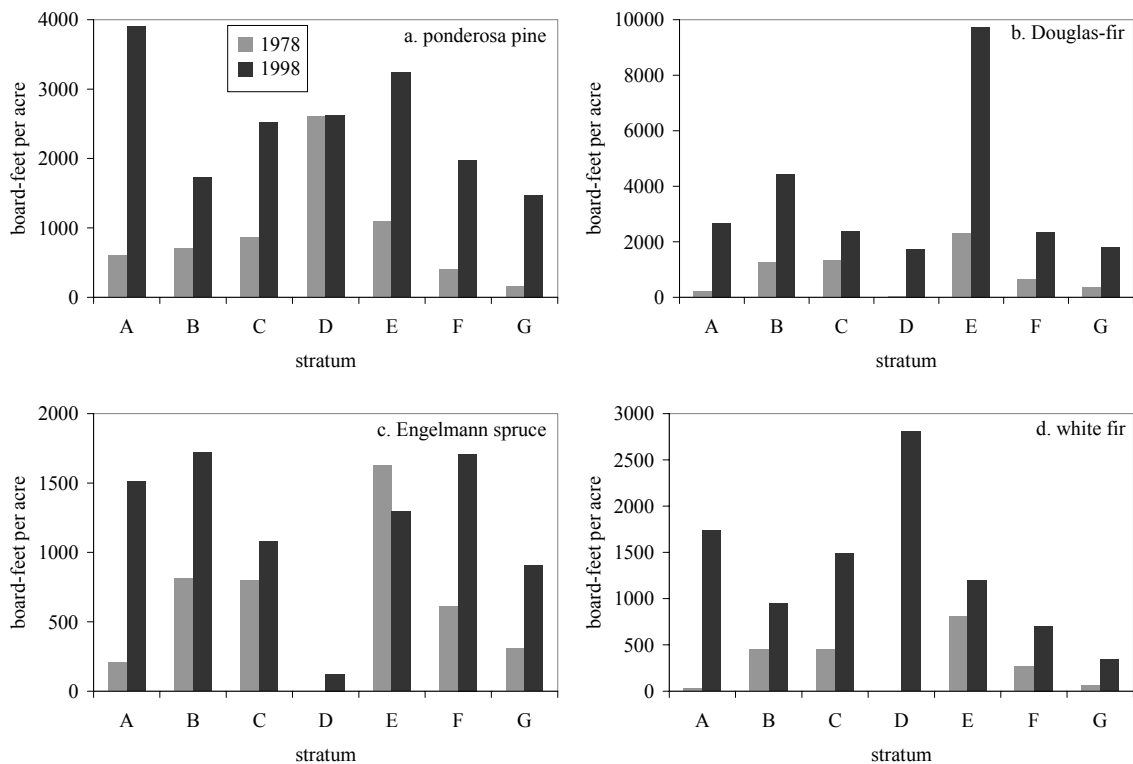 a. ponderosa pine
1978
1998
4000
3000
2000
1000
0
board-feet per acre
A B C D E F G
stratum
b. Douglas-fir
10000
8000
6000
4000
2000
0
board-feet per acre
A B C D E F G
stratum
c. Engelmann spruce
2000
1500
1000
500
0
board-feet per acre
A B C D E F G
stratum
d. white fir
3000
2500
2000
1500
1000
500
0
board-feet per acre
A B C D E F G
stratum